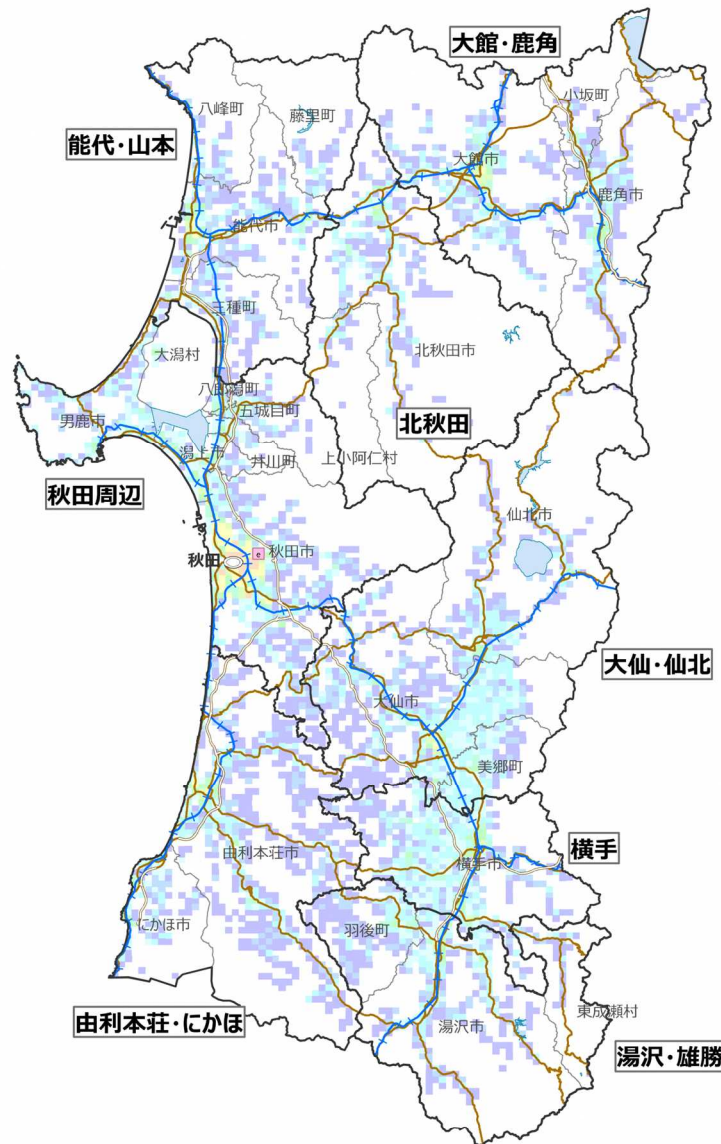 大館・鹿角
小坂町
八峰町
藤里町
能代・山本
大館市
鹿角市
能代市
三種町
大潟村
北秋田市
八郎潟町
男鹿市
五城目町
北秋田
潟上市
井川町
上小阿仁村
秋田周辺
仙北市
秋田
e
秋田市
大仙・仙北
大仙市
美郷町
横手
由利本荘市
横手市
にかほ市
羽後町
東成瀬村
由利本荘・にかほ
湯沢市
湯沢・雄勝